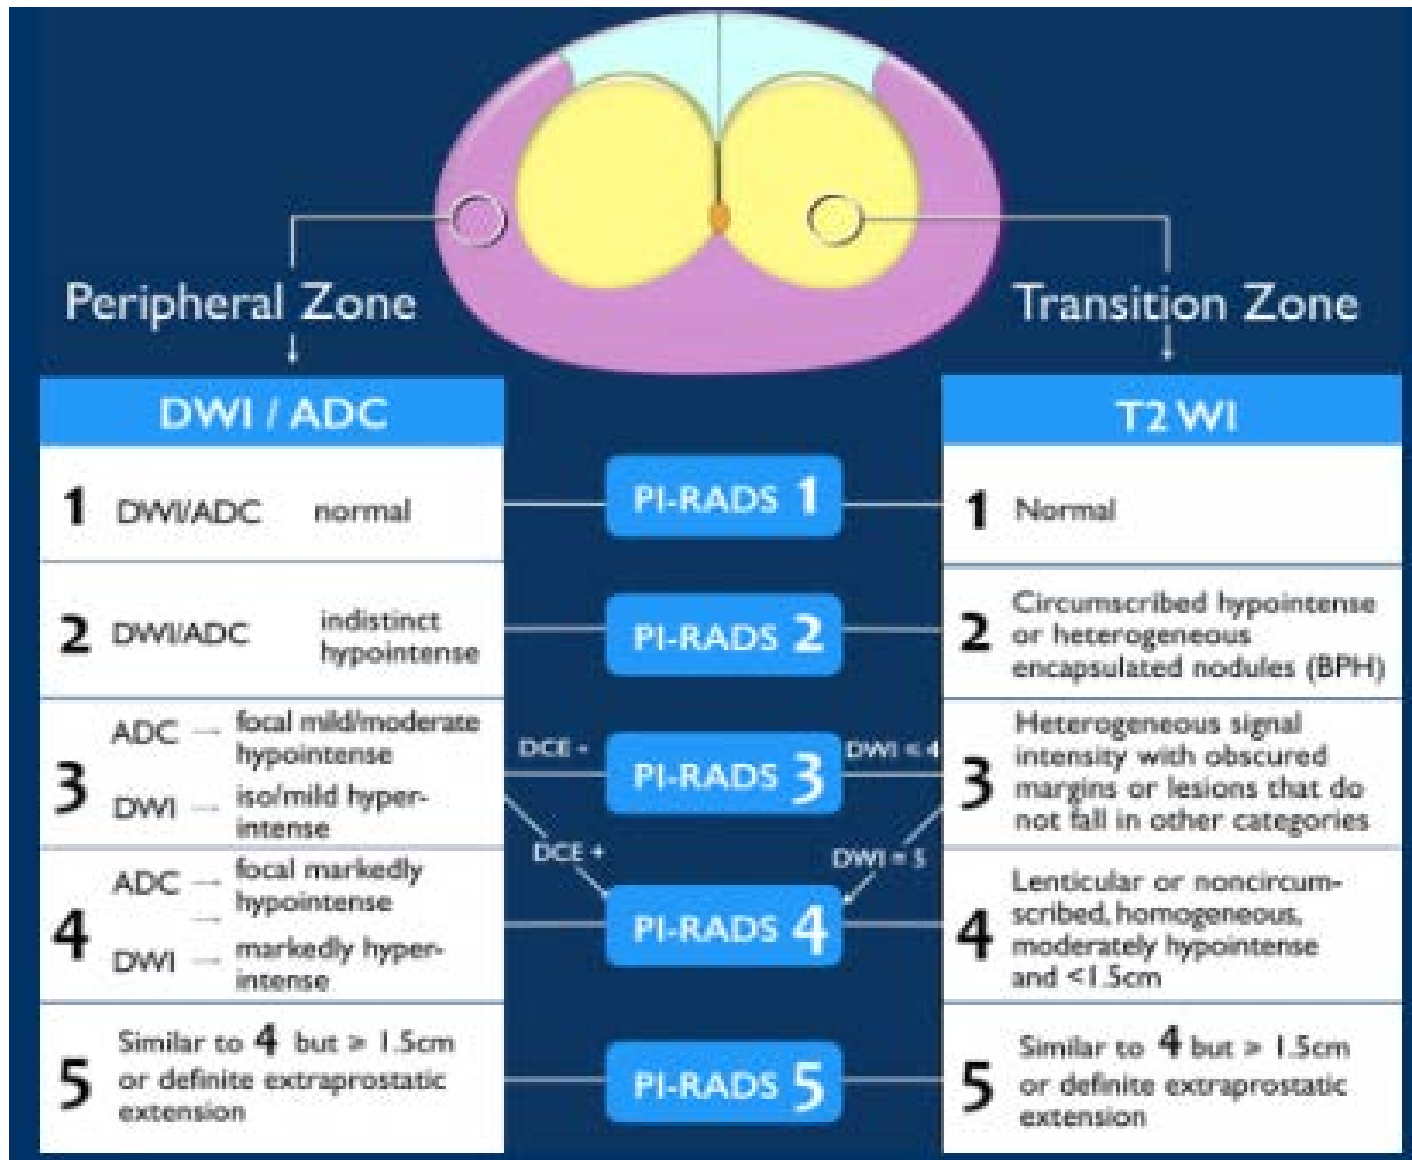 Peripheral Zone
Transition Zone
DWI / ADC
1 DWI/ADC normal
2 DWI/ADC indistinct
hypointense
3 ADC → focal mild/moderate
hypointense
DWI → iso/mild hyper-
intense
4 ADC → focal markedly
hypointense
→
DWI → markedly hyper-
intense
5 Similar to 4 but ≥ 1.5cm
or definite extraprostatic
extension
PI-RADS 1
PI-RADS 2
DCE -
PI-RADS 3
DWI ≤ 4
DCE +
DWI = 5
PI-RADS 4
PI-RADS 5
T2 WI
1 Normal
2 Circumscribed hypointense
or heterogeneous
encapsulated nodules (BPH)
3 Heterogeneous signal
intensity with obscured
margins or lesions that do
not fall in other categories
4 Lenticular or noncircum-
scribed, homogeneous,
moderately hypointense
and <1.5cm
5 Similar to 4 but ≥ 1.5cm
or definite extraprostatic
extension